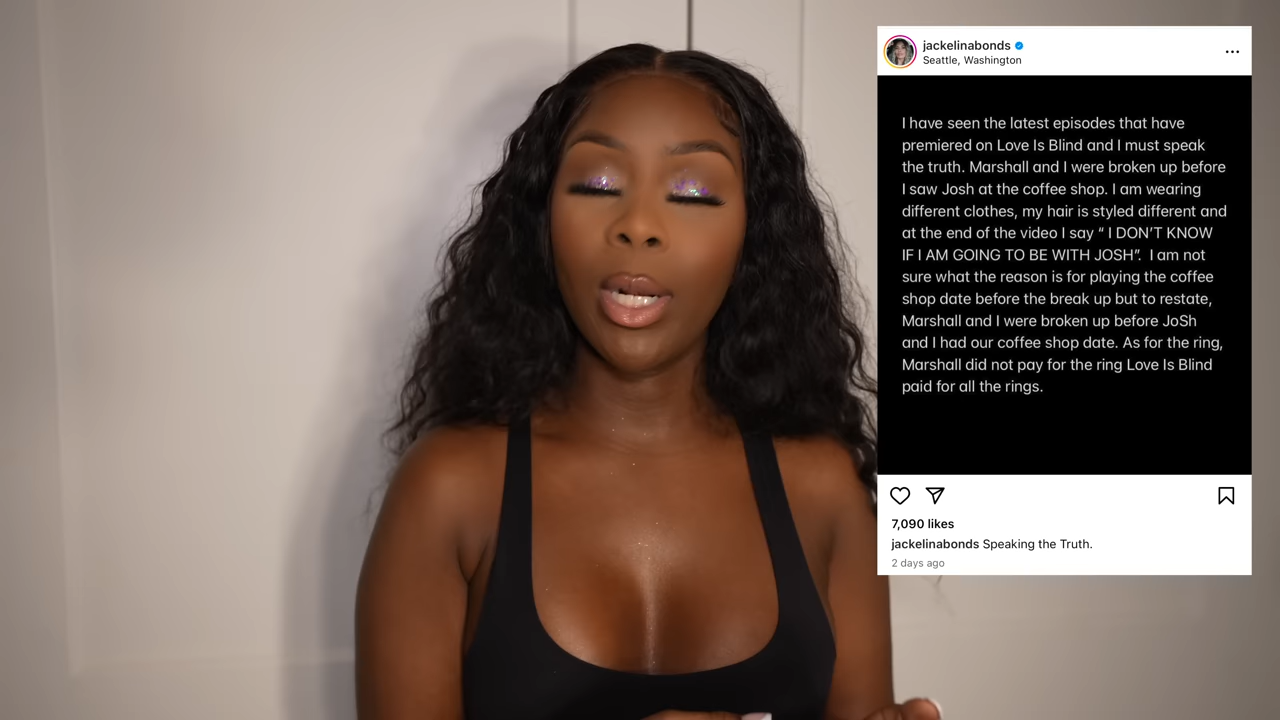 jackelinabonds
Seattle, Washington
I have seen the latest episodes that have
premiered on Love Is Blind and I must speak
the truth. Marshall and I were broken up before
I saw Josh at the coffee shop. I am wearing
different clothes, my hair is styled different and
at the end of the video I say “ I DON’T KNOW
IF I AM GOING TO BE WITH JOSH”. I am not
sure what the reason is for playing the coffee
shop date before the break up but to restate,
Marshall and I were broken up before JoSh
and I had our coffee shop date. As for the ring,
Marshall did not pay for the ring Love Is Blind
paid for all the rings.
7,090 likes
jackelinabonds Speaking the Truth.
2 days ago